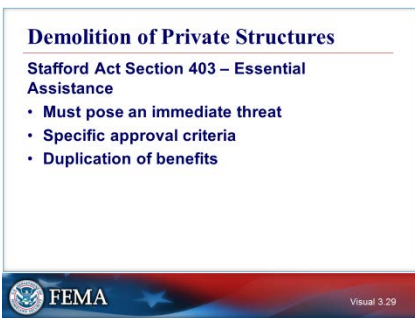 Demolition of Private Structures
Stafford Act Section 403 – Essential
Assistance
• Must pose an immediate threat
• Specific approval criteria
• Duplication of benefits
FEMA
Visual 3.29